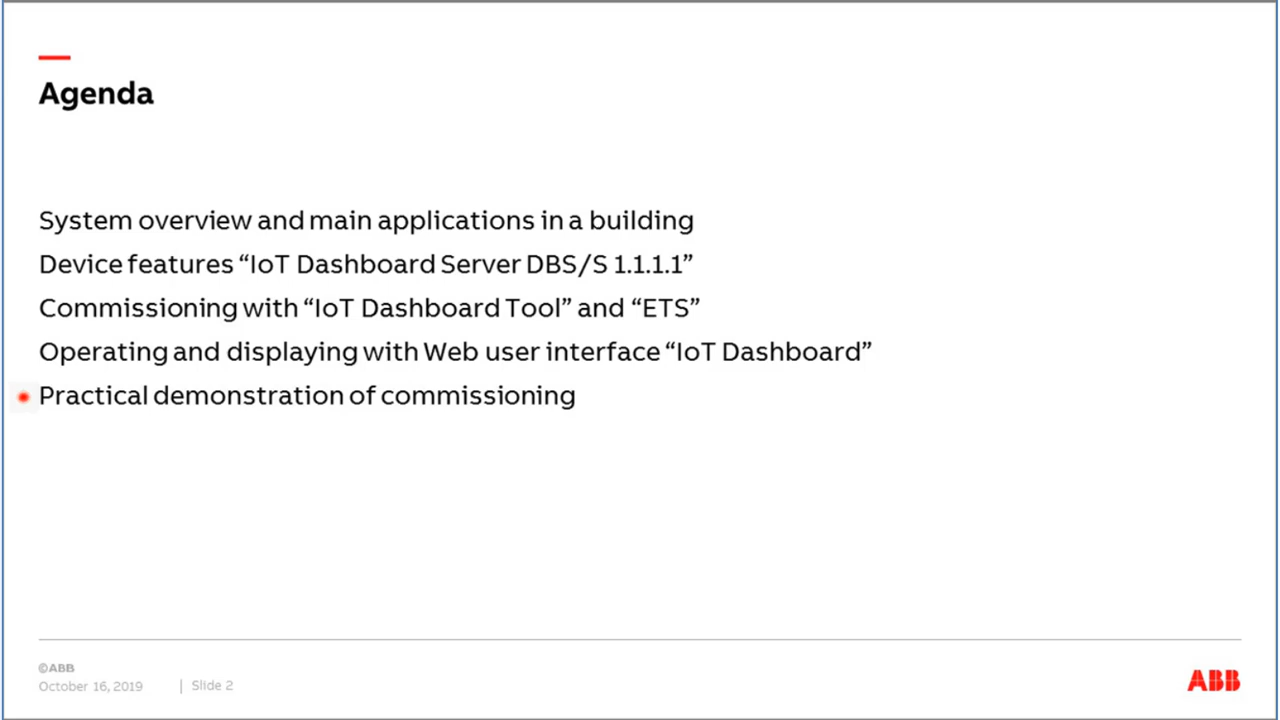 Agenda
System overview and main applications in a building
Device features “IoT Dashboard Server DBS/S 1.1.1.1”
Commissioning with “IoT Dashboard Tool” and “ETS”
Operating and displaying with Web user interface “IoT Dashboard”
Practical demonstration of commissioning
©ABB
October 16, 2019 | Slide 2
ABB